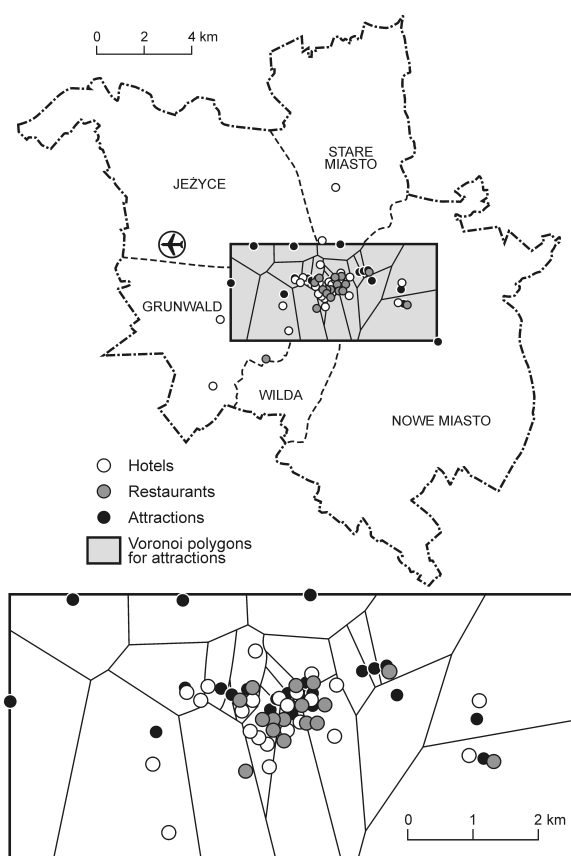 0 2 4 km
STARE
MIASTO
JEŻYCE
GRUNWALD
WILDA
NOWE MIASTO
Hotels
Restaurants
Attractions
Voronoi polygons
for attractions
0 1 2 km